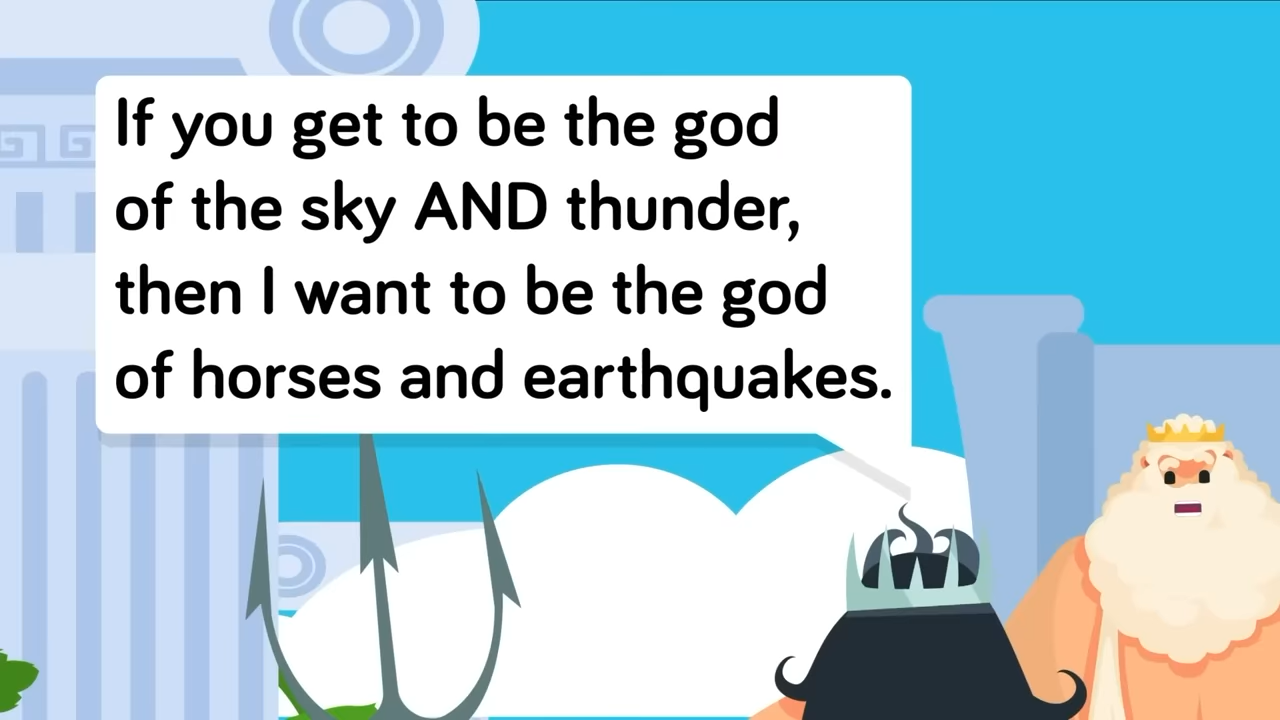 If you get to be the god
of the sky AND thunder,
then I want to be the god
of horses and earthquakes.